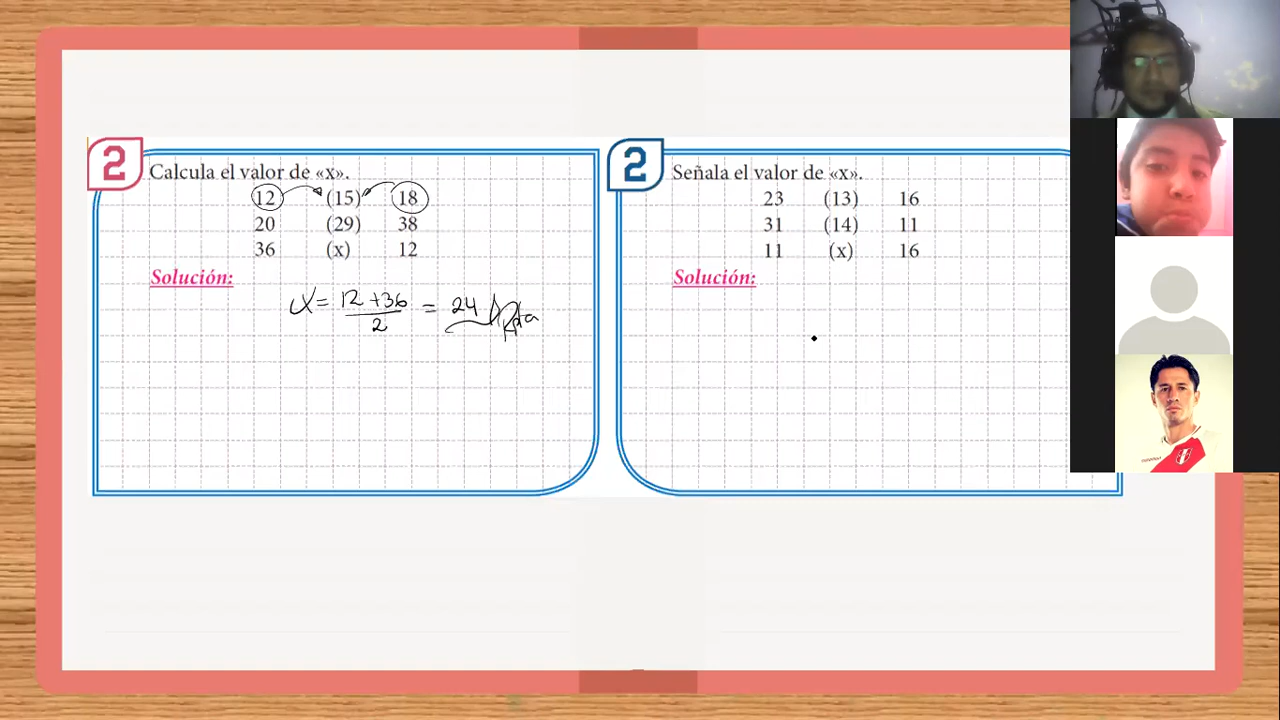 2
Calcula el valor de «x».
12 (15) 18
20 (29) 38
36 (x) 12
Solución:
x = 12 + 36 / 2 = 24 Rpta
2
Señala el valor de «x».
23 (13) 16
31 (14) 11
11 (x) 16
Solución: